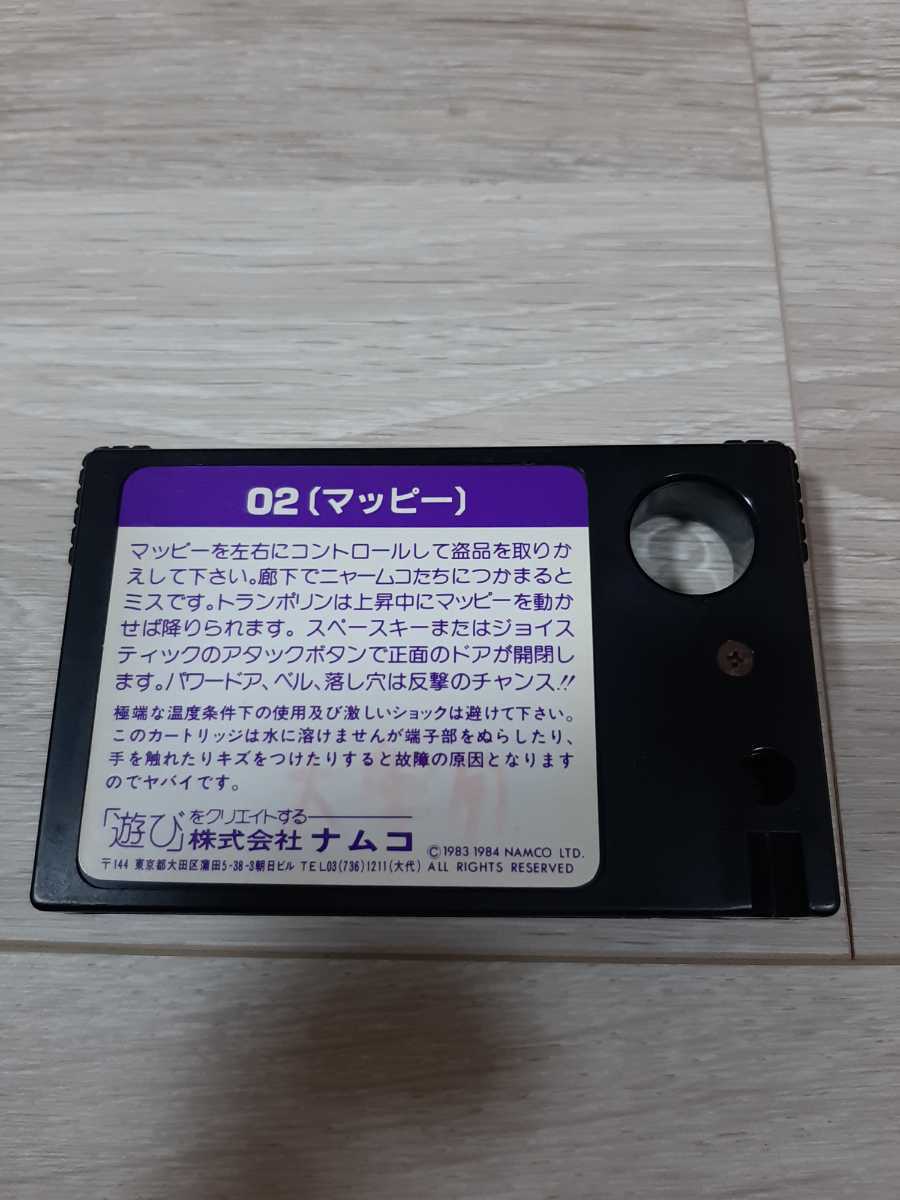 02〔マッピー〕
マッピーを左右にコントロールして盗品を取りか
えして下さい。廊下でニャームコたちにつかまると
ミスです。トランポリンは上昇中にマッピーを動か
せば降りられます。スペースキーまたはジョイス
ティックのアタックボタンで正面のドアが開閉し
ます。パワードア、ベル、落し穴は反撃のチャンス!!
極端な温度条件下の使用及び激しいショックは避けて下さい。
このカートリッジは水に溶けませんが端子部をぬらしたり、
手を触れたりキズをつけたりすると故障の原因となります
のでヤバイです。
「遊び」をクリエイトする
株式会社 ナムコ
©1983 1984 NAMCO LTD.
〒144 東京都大田区蒲田5-38-3朝日ビル TEL03(736)1211(大代) ALL RIGHTS RESERVED